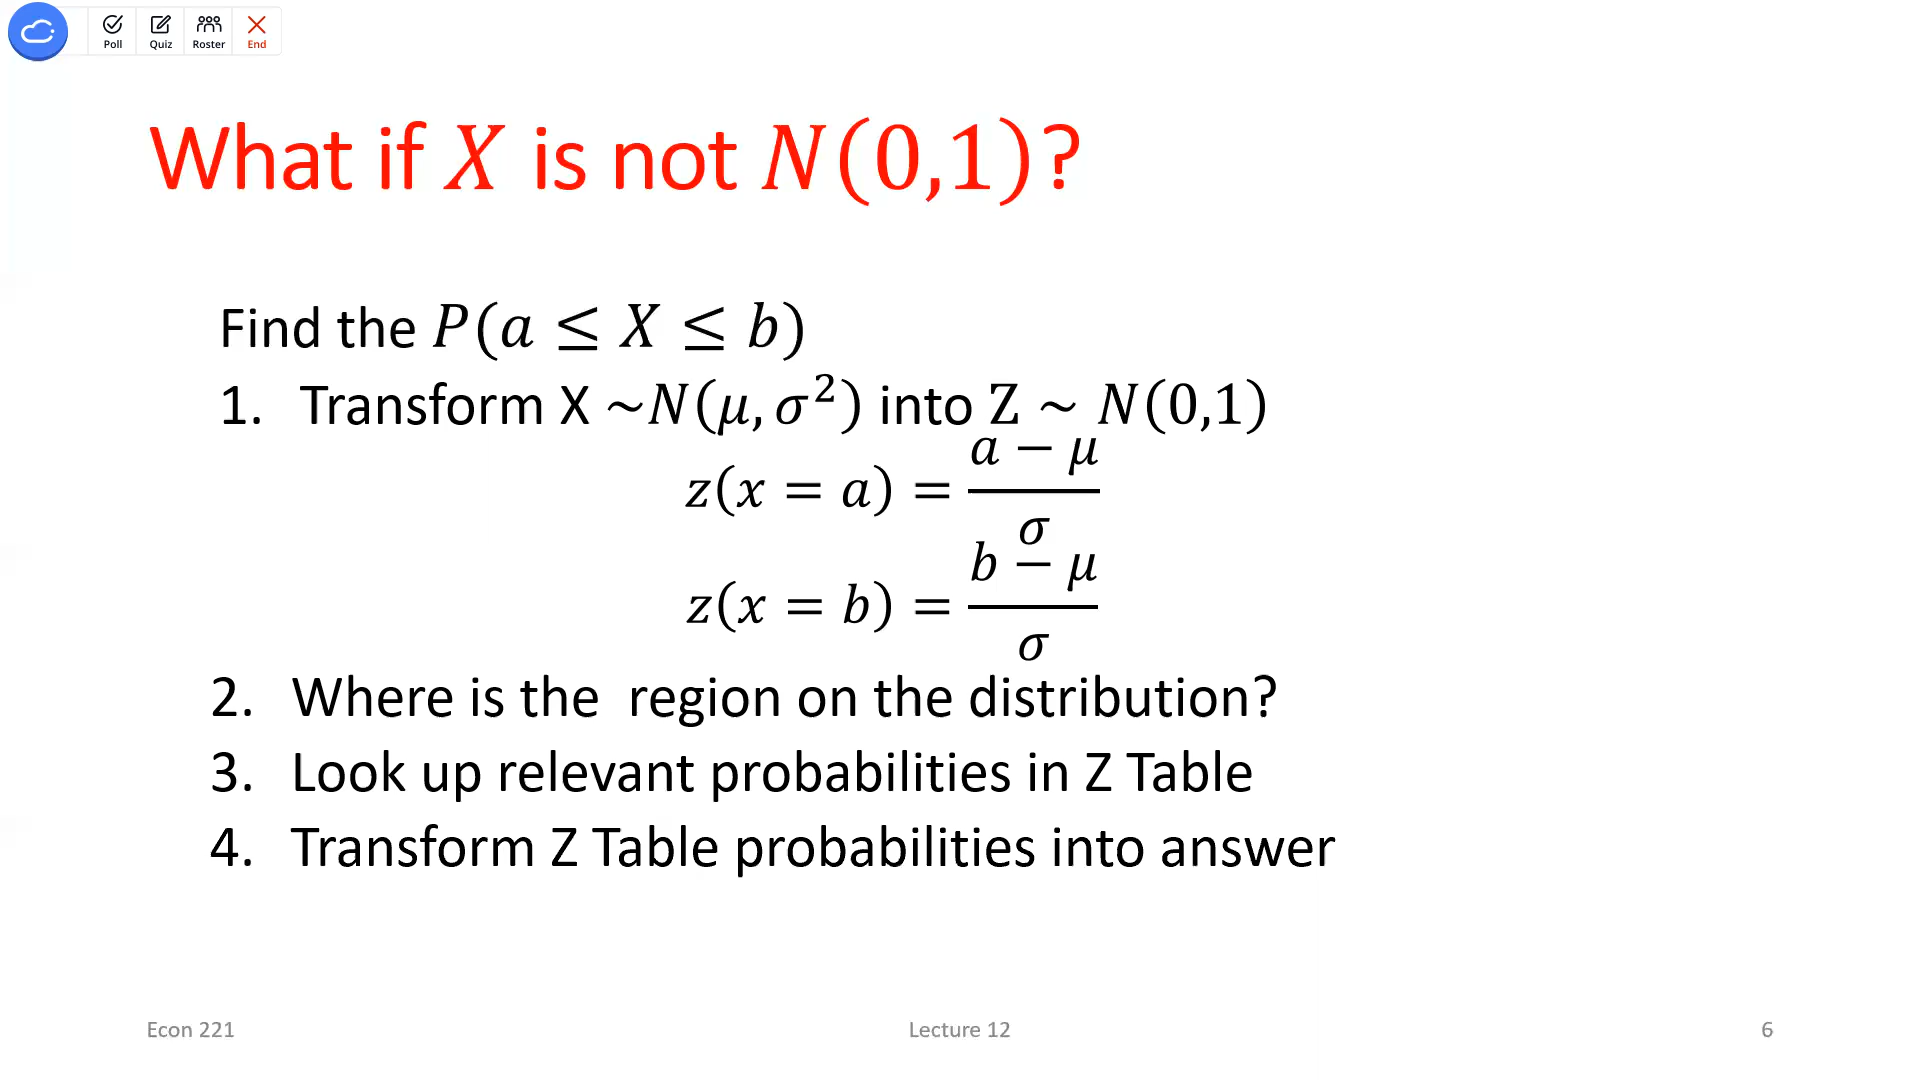 Poll Quiz Roster End
What if X is not N(0,1)?
Find the P(a ≤ X ≤ b)
1. Transform X ~N(μ, σ²) into Z ~ N(0,1)
z(x = a) = (a − μ)/σ
z(x = b) = (b − μ)/σ
2. Where is the region on the distribution?
3. Look up relevant probabilities in Z Table
4. Transform Z Table probabilities into answer
Econ 221 Lecture 12 6